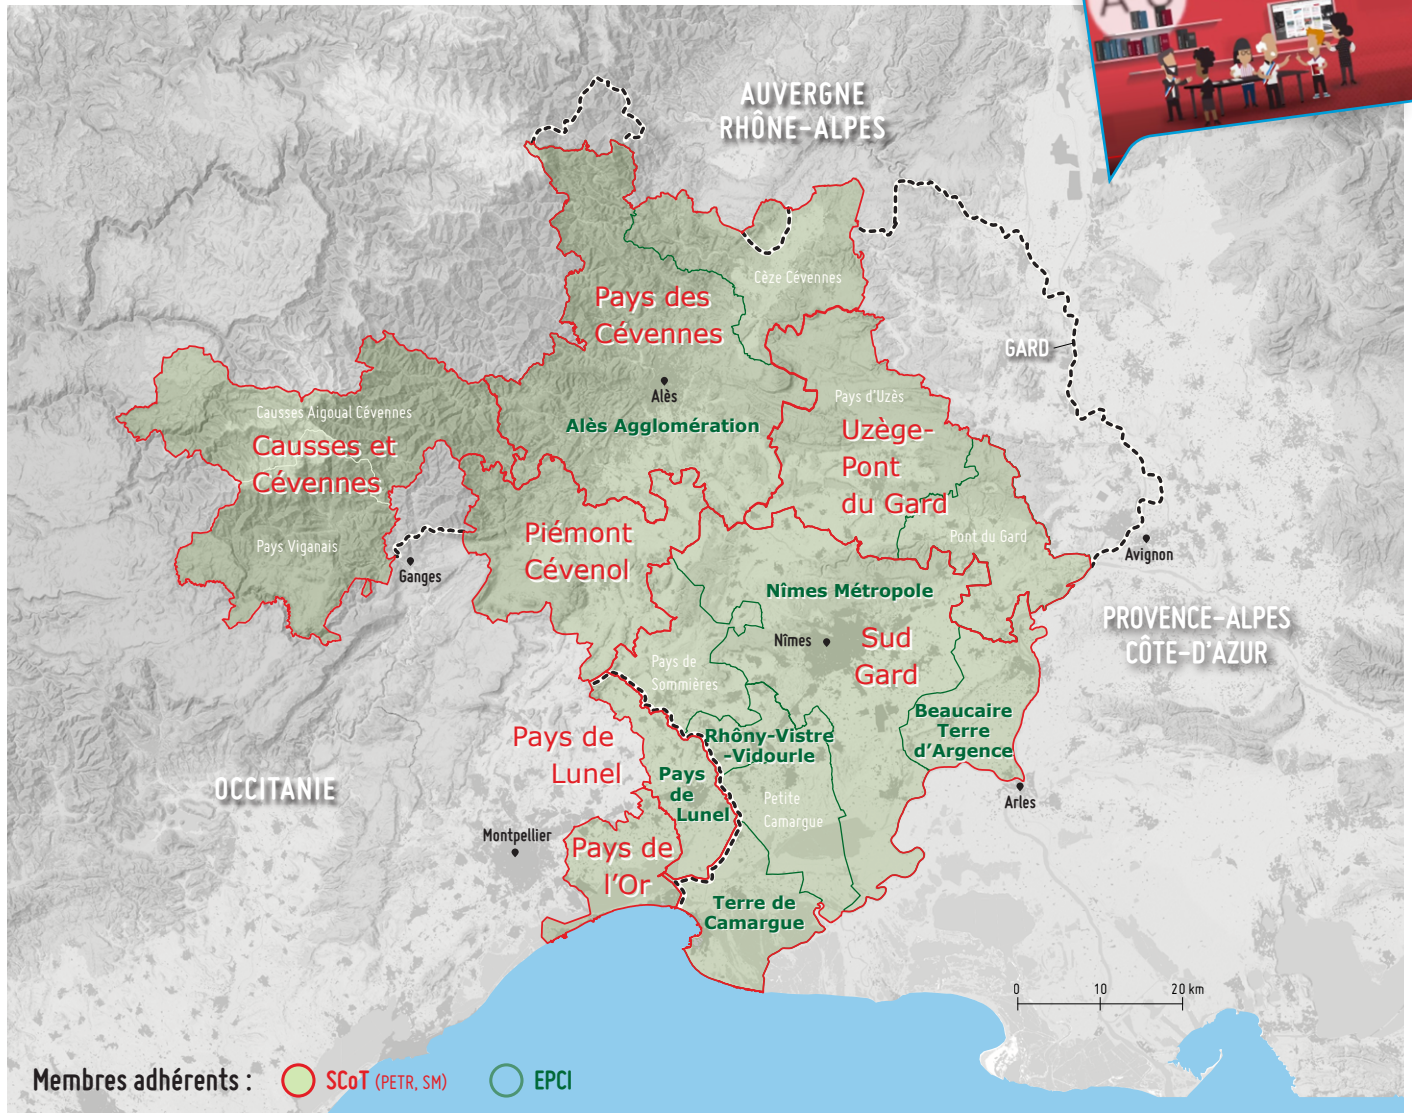 AUVERGNE
RHÔNE-ALPES
Cèze Cévennes
Pays des
Cévennes
GARD
Alès
Alès Agglomération
Pays d'Uzès
Uzège-
Pont
du Gard
Causses Aigoual Cévennes
Causses et
Cévennes
Pays Viganais
Piémont
Cévenol
Pont du Gard
Avignon
Ganges
Nîmes Métropole
PROVENCE-ALPES
CÔTE-D'AZUR
Nîmes
Sud
Gard
Pays de
Sommières
Beaucaire
Terre
d'Argence
Rhôny-Vistre
-Vidourle
Pays de
Lunel
Pays
de
Lunel
OCCITANIE
Petite
Camargue
Arles
Montpellier
Pays de
l'Or
Terre de
Camargue
0 10 20 km
Membres adhérents : SCoT (PETR, SM) EPCI